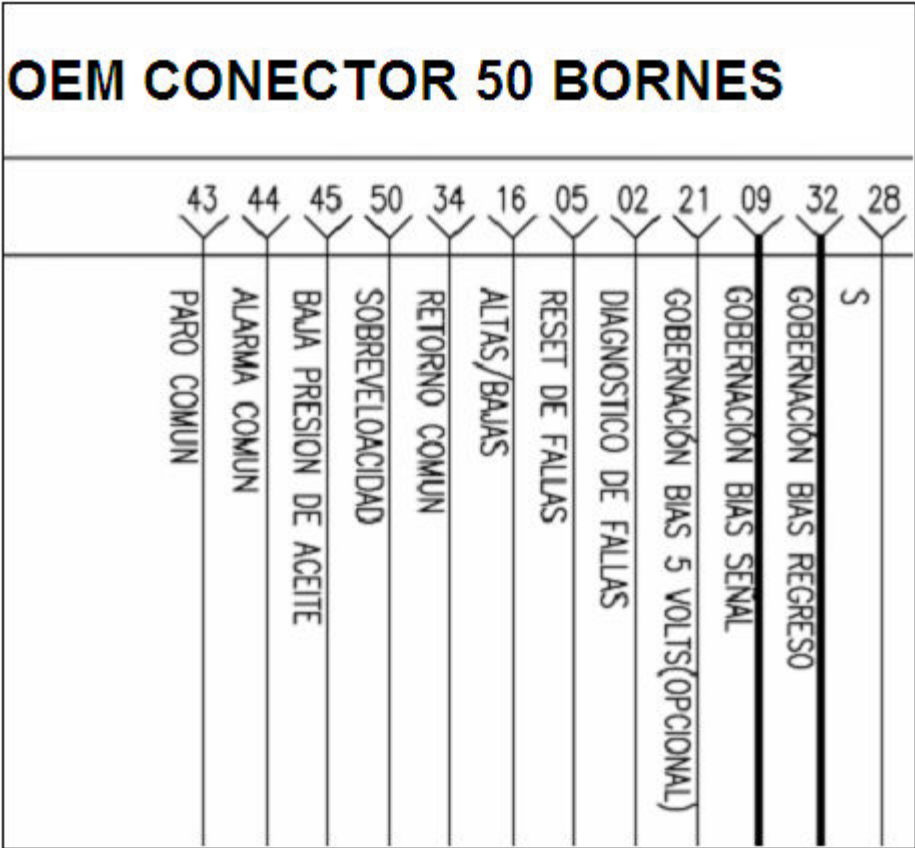 OEM CONECTOR 50 BORNES
43 44 45 50 34 16 05 02 21 09 32 28
PARO COMUN
ALARMA COMUN
BAJA PRESION DE ACEITE
SOBREVELOACIDAD
RETORNO COMUN
ALTAS/BAJAS
RESET DE FALLAS
DIAGNOSTICO DE FALLAS
GOBERNACIÓN BIAS 5 VOLTS(OPCIONAL)
GOBERNACIÓN BIAS SEÑAL
GOBERNACIÓN BIAS REGRESO
S